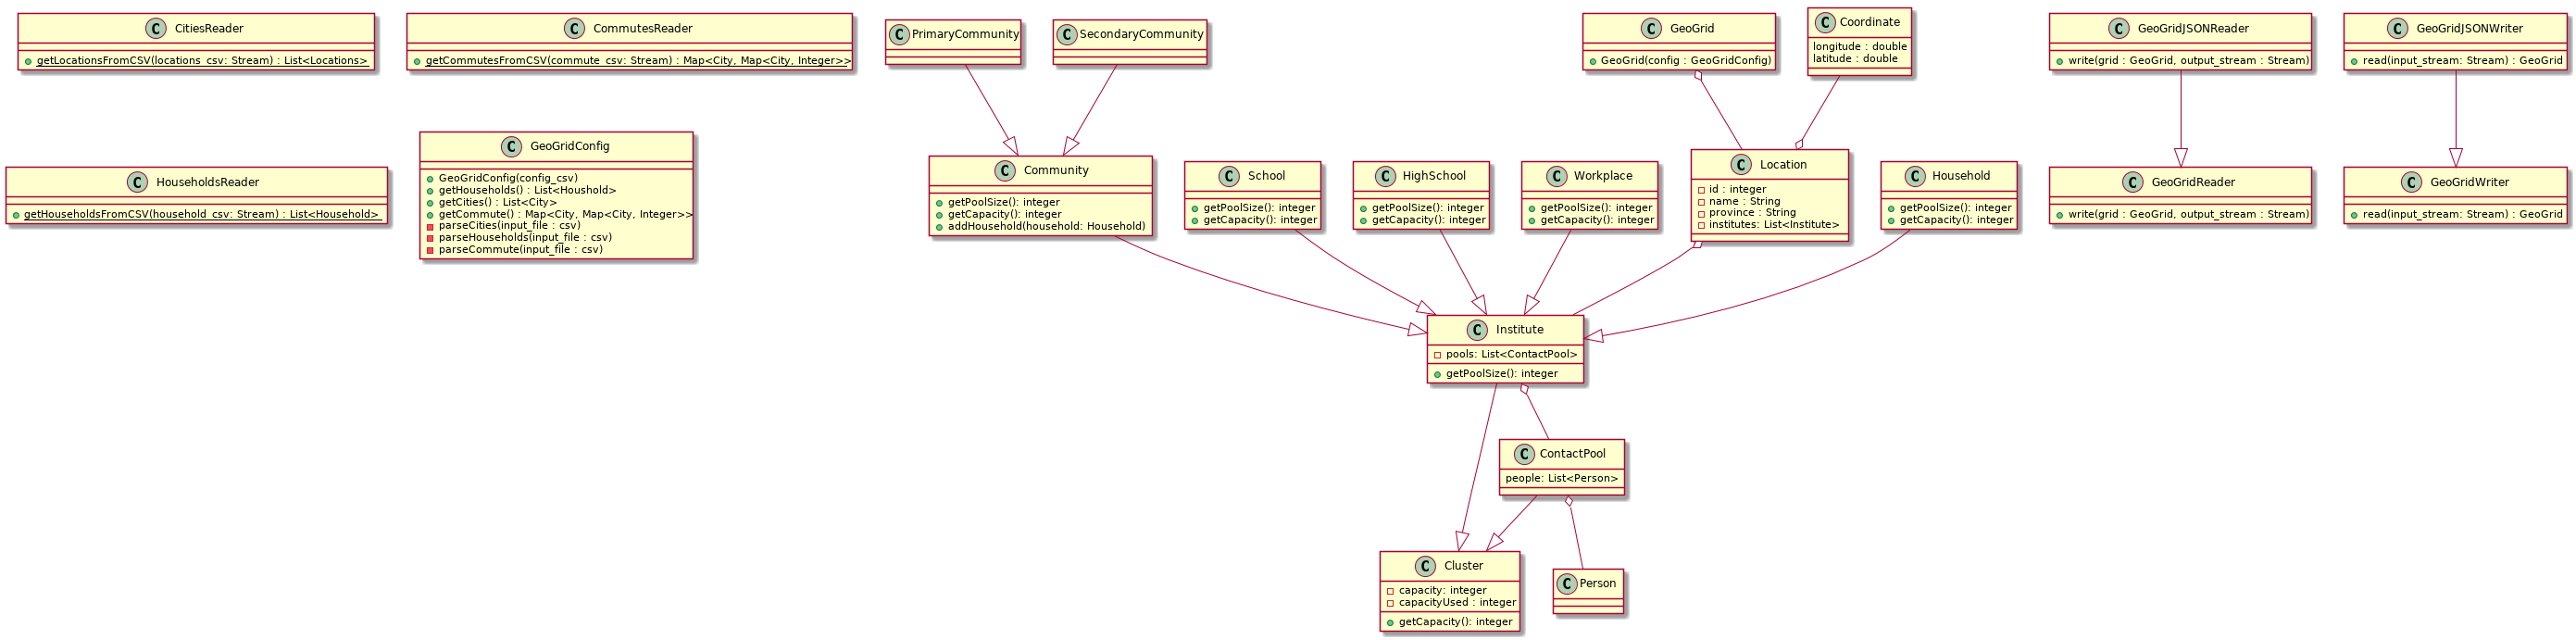 C CitiesReader
getLocationsFromCSV(locations_csv: Stream) : List<Locations>
C CommutesReader
getCommutesFromCSV(commute_csv: Stream) : Map<City, Map<City, Integer>>
C PrimaryCommunity
C SecondaryCommunity
C GeoGrid
GeoGrid(config : GeoGridConfig)
C Coordinate
longitude : double
latitude : double
C GeoGridJSONReader
write(grid : GeoGrid, output_stream : Stream)
C GeoGridJSONWriter
read(input_stream: Stream) : GeoGrid
C HouseholdsReader
getHouseholdsFromCSV(household_csv: Stream) : List<Household>
C GeoGridConfig
GeoGridConfig(config_csv)
getHouseholds() : List<Houshold>
getCities() : List<City>
getCommute() : Map<City, Map<City, Integer>>
parseCities(input_file : csv)
parseHouseholds(input_file : csv)
parseCommute(input_file : csv)
C Community
getPoolSize(): integer
getCapacity(): integer
addHousehold(household: Household)
C School
getPoolSize(): integer
getCapacity(): integer
C HighSchool
getPoolSize(): integer
getCapacity(): integer
C Workplace
getPoolSize(): integer
getCapacity(): integer
C Location
id : integer
name : String
province : String
institutes: List<Institute>
C Household
getPoolSize(): integer
getCapacity(): integer
C GeoGridReader
write(grid : GeoGrid, output_stream : Stream)
C GeoGridWriter
read(input_stream: Stream) : GeoGrid
C Institute
pools: List<ContactPool>
getPoolSize(): integer
C ContactPool
people: List<Person>
C Cluster
capacity: integer
capacityUsed : integer
getCapacity(): integer
C Person